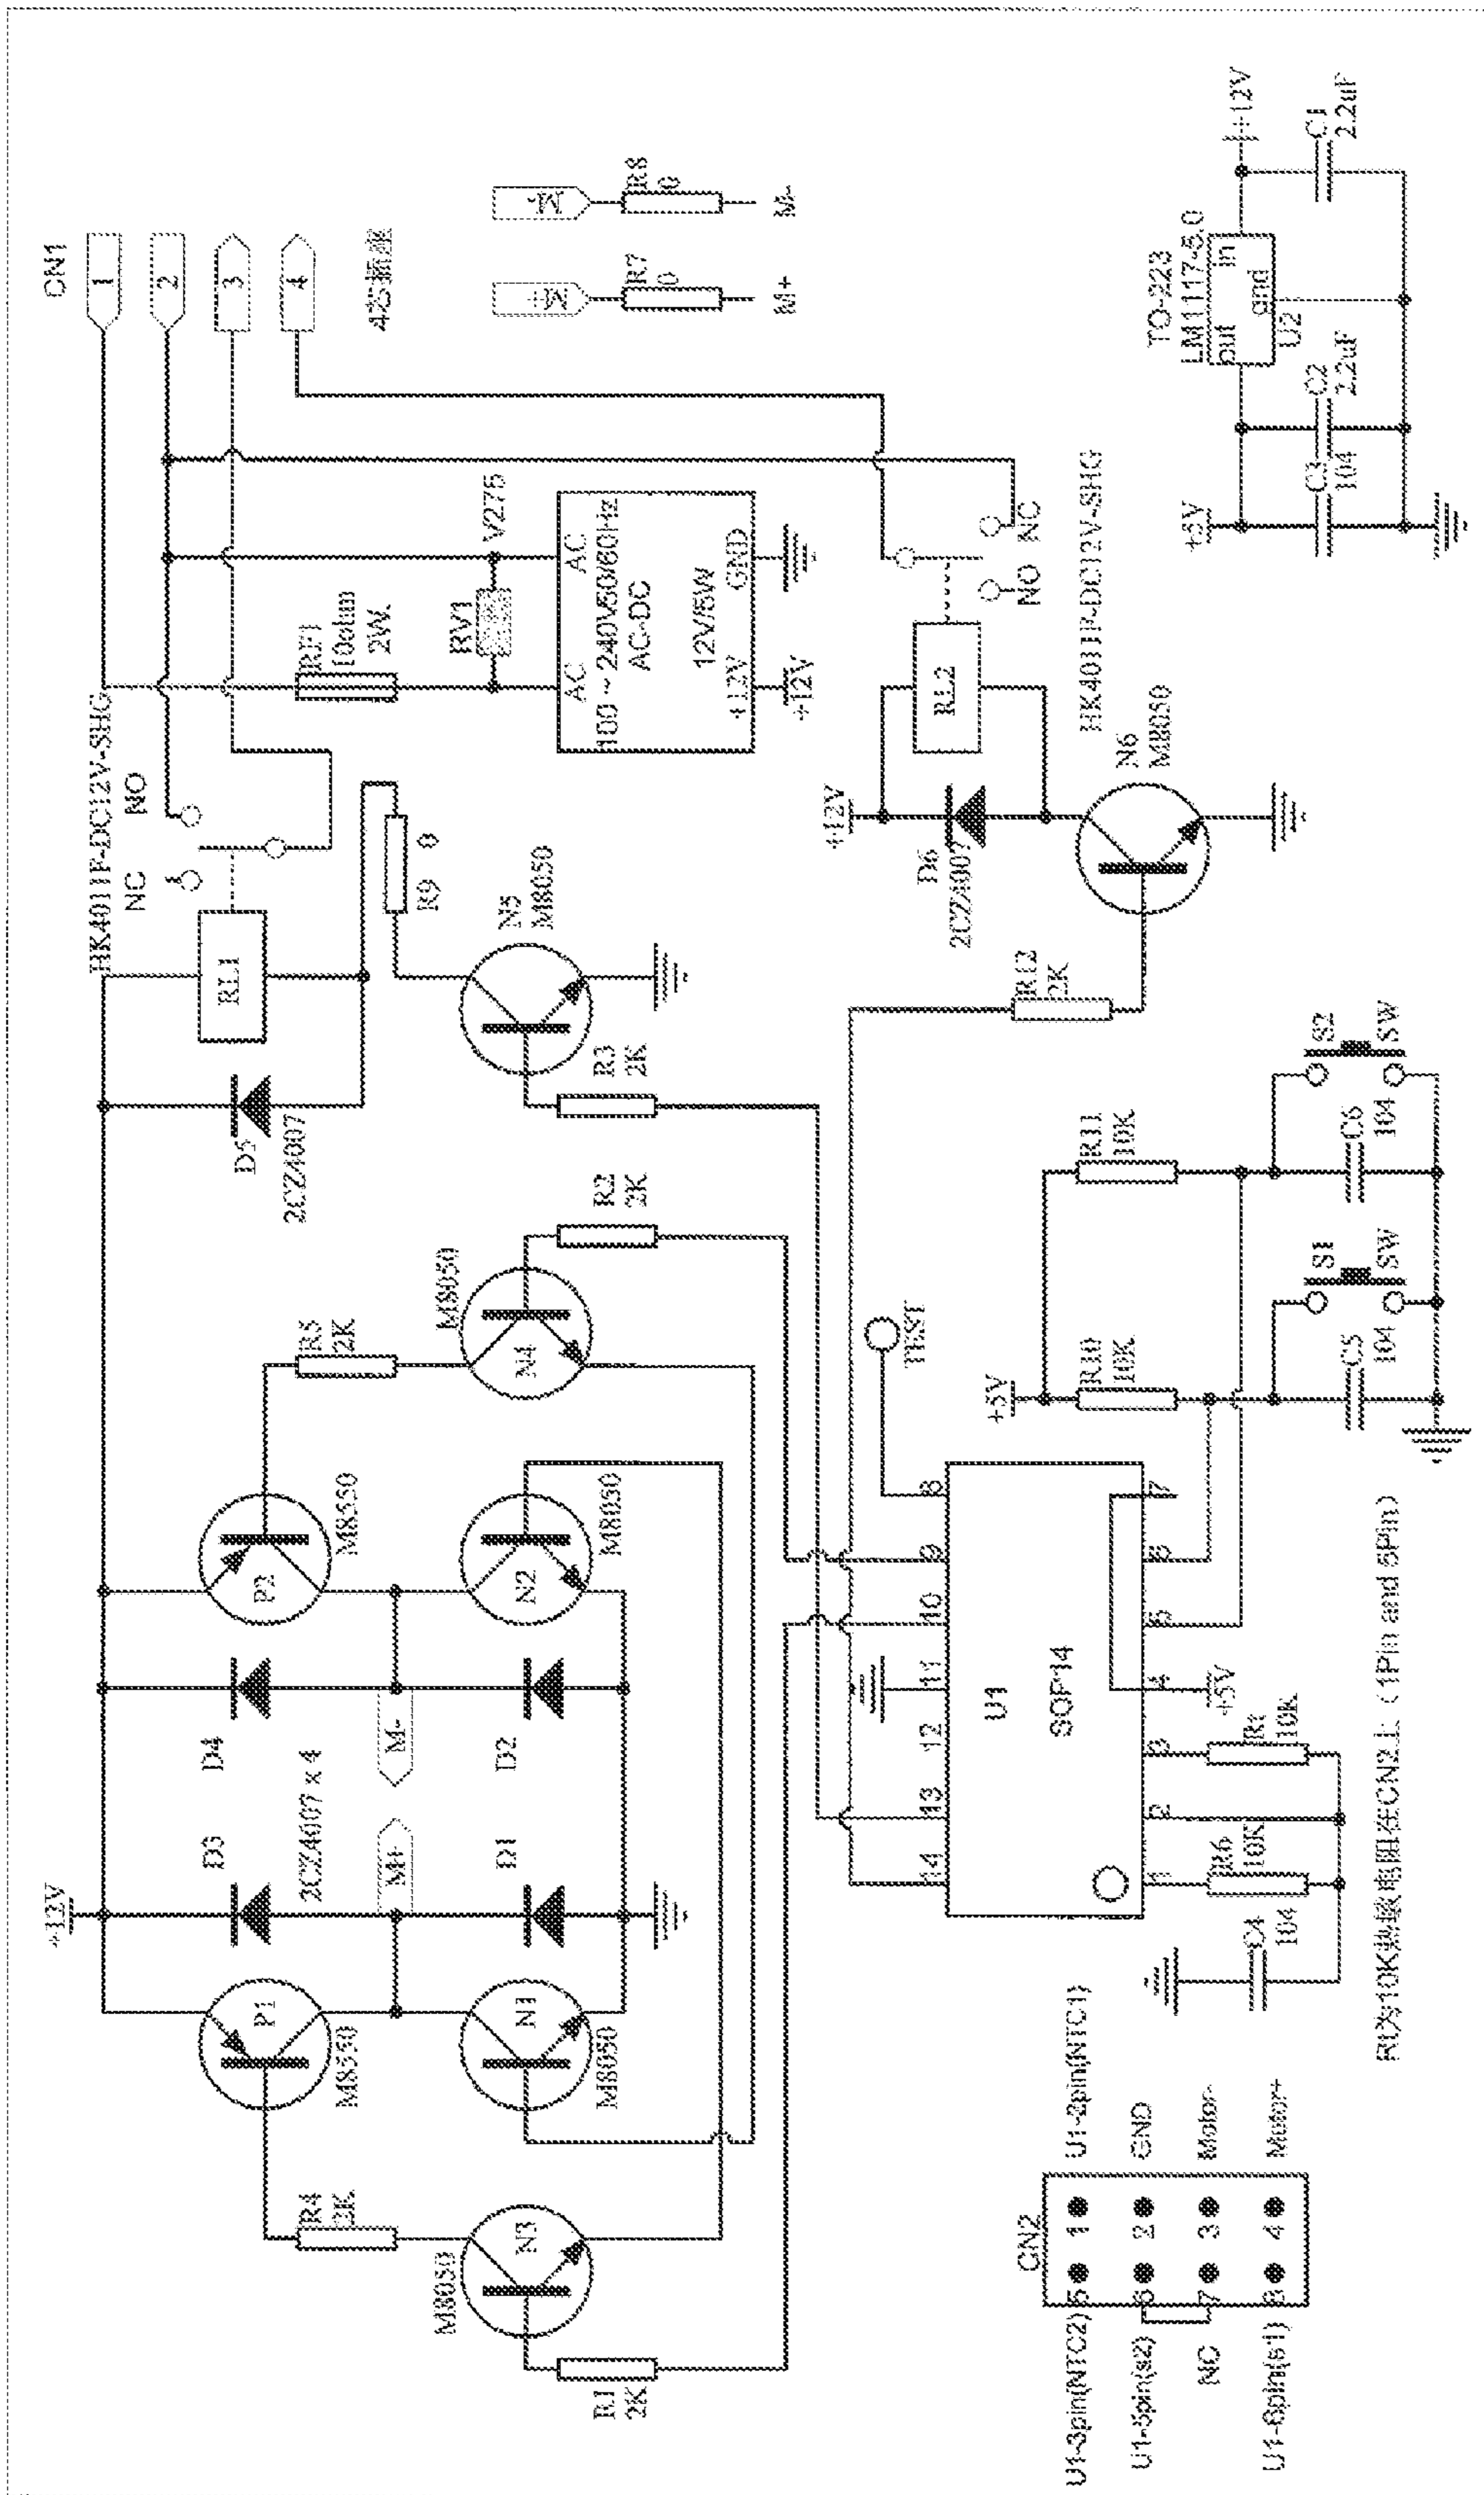 +12V
P1
M8550
D3
D4
P2
M8550
2CZ4007 x 4
M+
M-
R4
2K
M8050
N3
N1
M8050
D1
D2
N2
M8050
R1
2K
R5
2K
N4
M8050
R2
2K
D5
2CZ4007
RL1
HK4011F-DC12V-SHG
NC
NO
R9
0
N5
M8050
R3
2K
CN1
1
2
3
4
4芯插座
RF1
10ohm
2W
RV1
V275
AC
AC
100 ~ 240V50/60Hz
AC-DC
12V/5W
+12V
GND
+12V
M+
R7
0
M+
M-
R8
0
M-
+12V
D6
2CZ4007
RL2
NO
NC
HK4011F-DC12V-SHG
R12
2K
N6
M8050
TO-223
LM1117-5.0
out
in
gnd
U2
+5V
+12V
C3
104
C2
2.2uF
C1
2.2uF
TEST
14
13
12
11
10
9
8
U1
SOP14
1
2
3
4
5
6
7
C4
104
R6
10K
Rt
10K
+5V
+5V
R10
10K
R11
10K
C5
104
S1
SW
C6
104
S2
SW
Rt为10K热敏电阻在CN2上（1Pin and 5Pin）
CN2
U1-3pin(NTC2)
5
1
U1-2pin(NTC1)
U1-5pin(s2)
6
2
GND
NC
7
3
Motor-
U1-6pin(s1)
8
4
Motor+